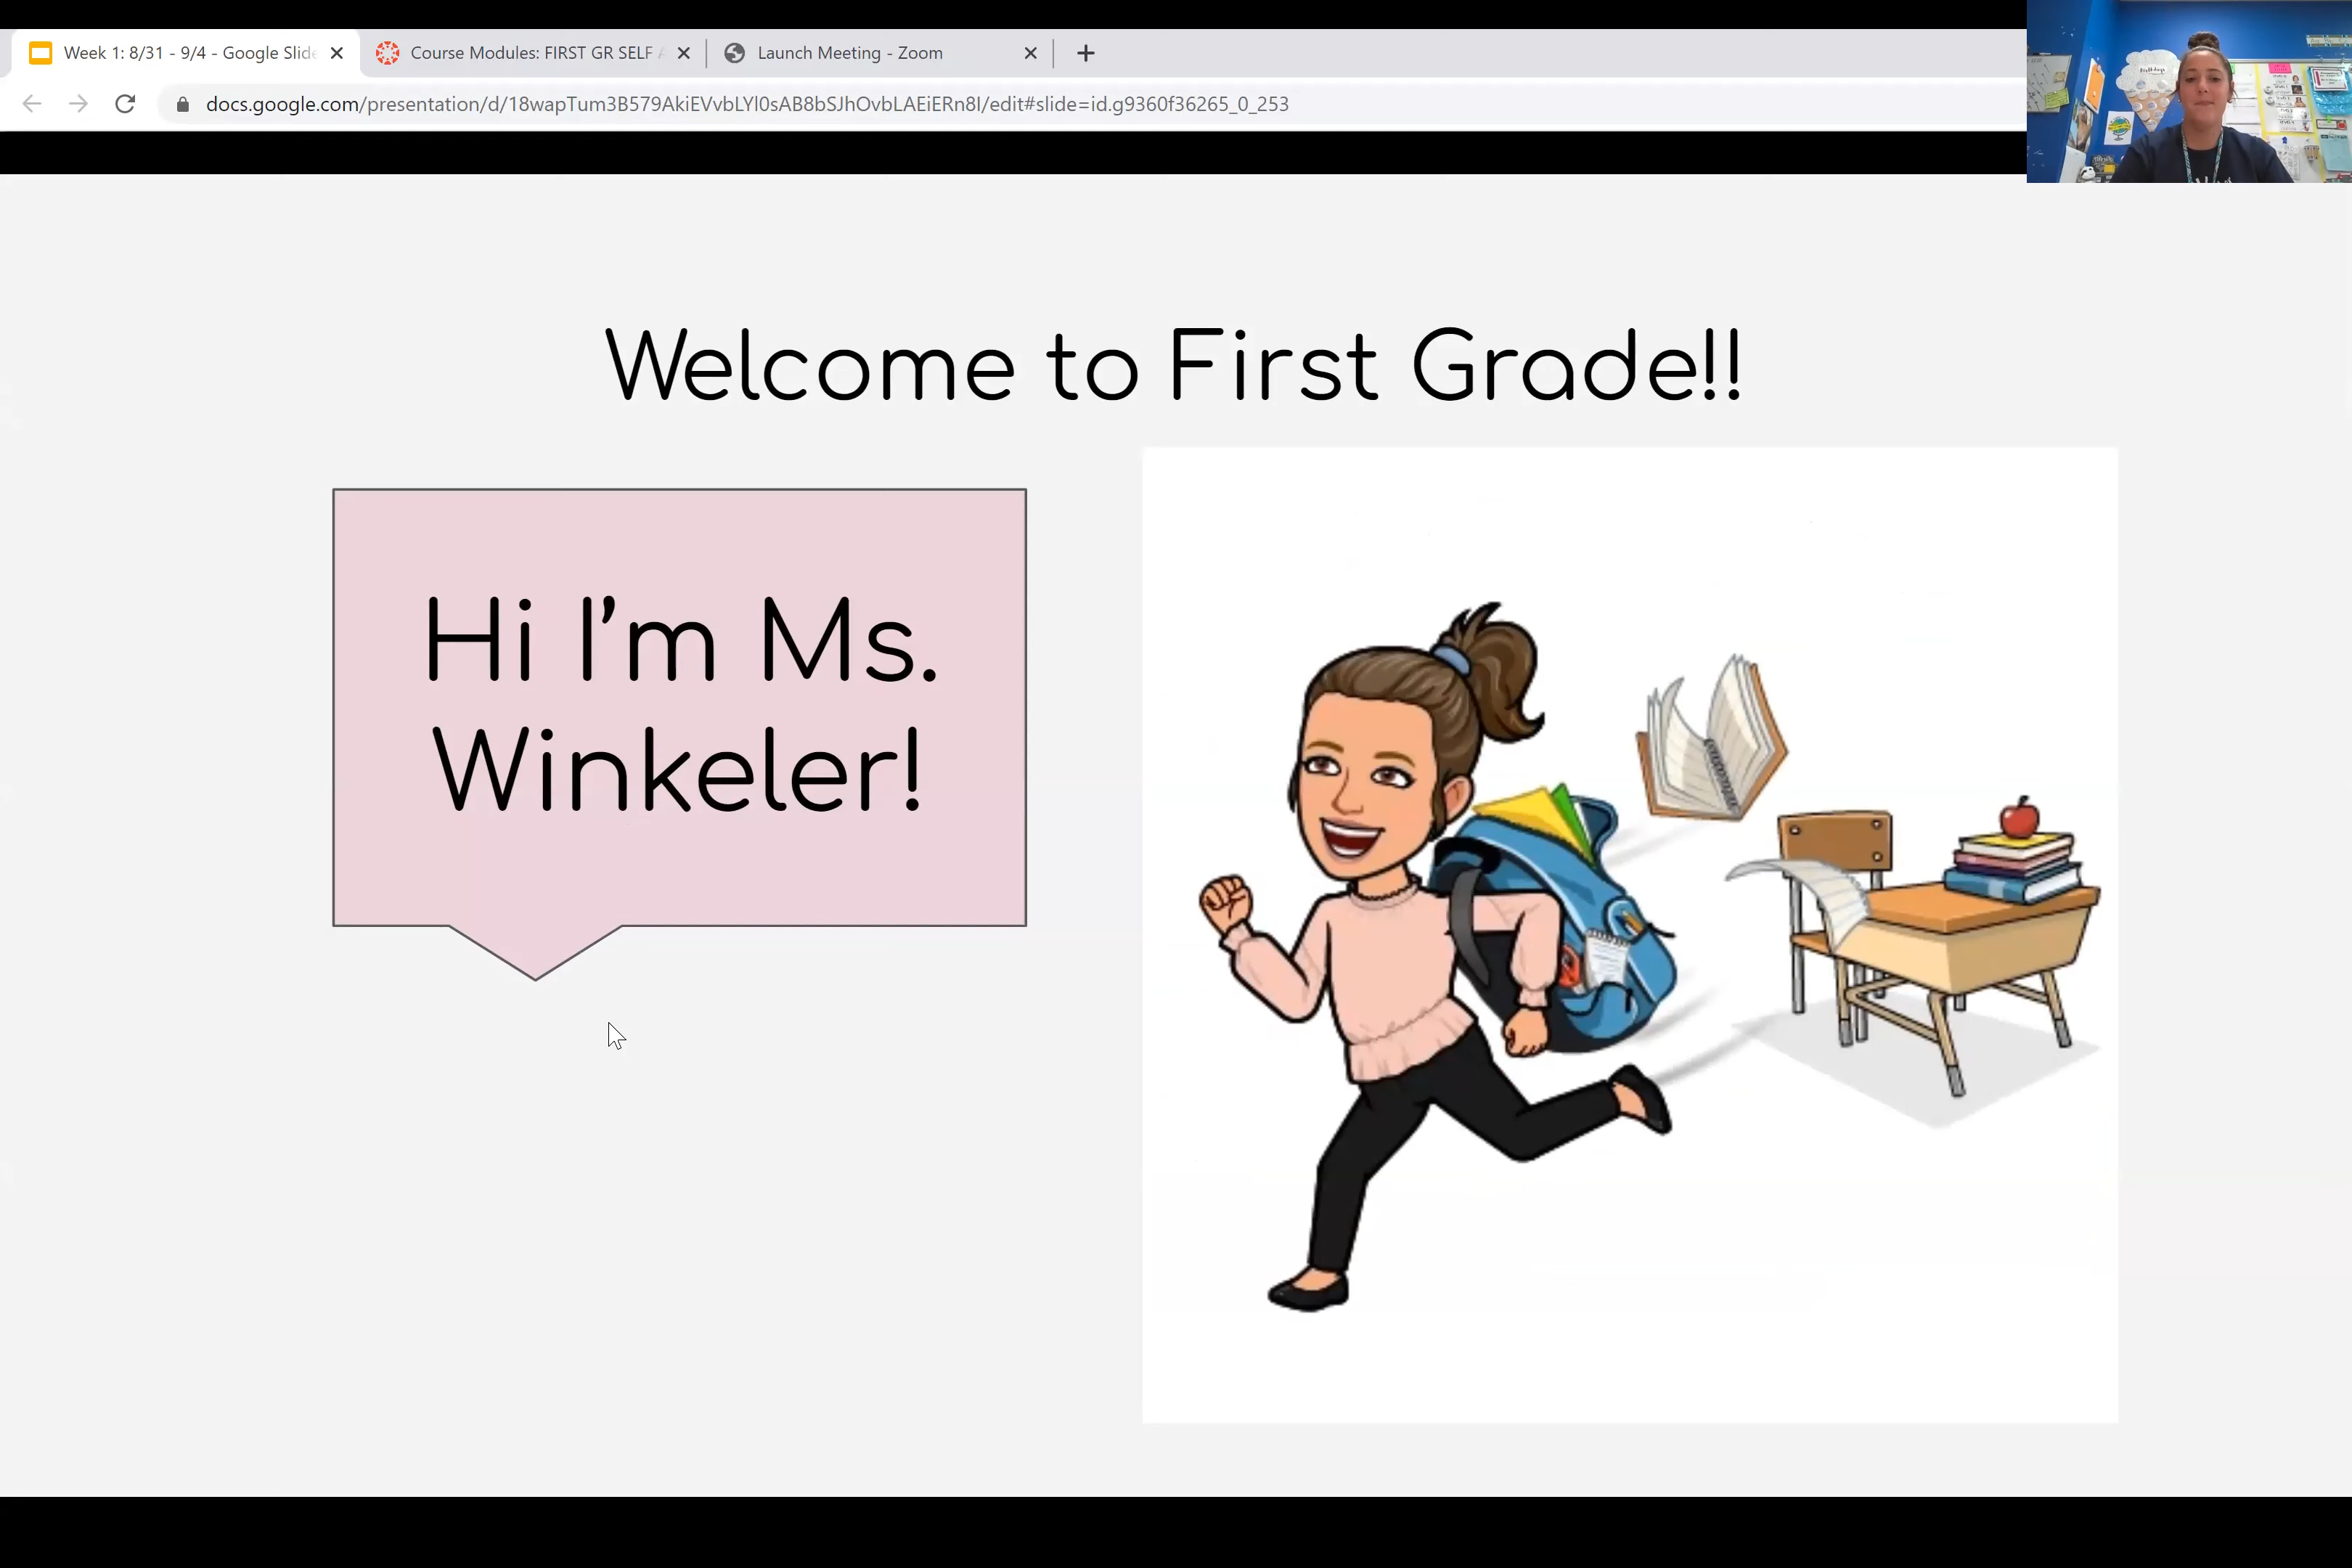 Week 1: 8/31 - 9/4 - Google Slide
Course Modules: FIRST GR SELF
Launch Meeting - Zoom
docs.google.com/presentation/d/18wapTum3B579AkiEVvbLYl0sAB8bSJhOvbLAEiERn8I/edit#slide=id.g9360f36265_0_253
Welcome to First Grade!!
Hi I’m Ms.
Winkeler!